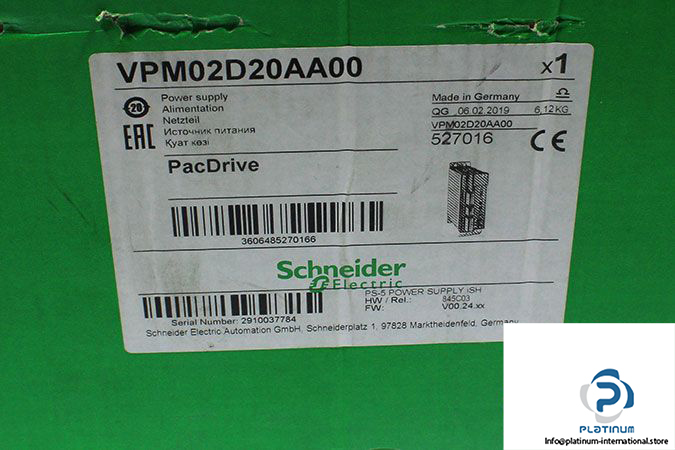 VPM02D20AA00
x1
20
EAC
Power supply
Alimentation
Netzteil
Источник питания
Қуат көзі
Made in Germany
QG 06.02.2019 6,12KG
VPM02D20AA00
527016 CE
PacDrive
3606485270166
Schneider
Electric
PS-5 POWER SUPPLY ISH
HW / Rel.: 845C03
FW: V00.24.xx
Serial Number: 2910037784
Schneider Electric Automation GmbH, Schneiderplatz 1, 97828 Marktheidenfeld, Germany
PLATINUM
info@platinum-international.store